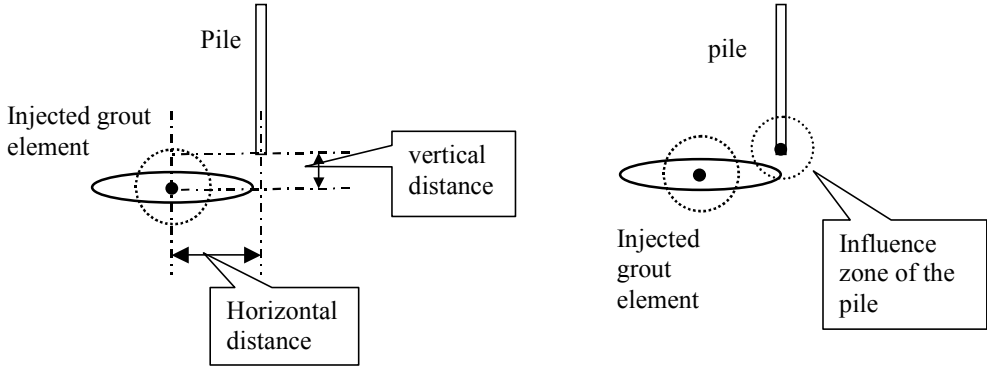 Pile
Injected grout
element
vertical
distance
Horizontal
distance
pile
Injected
grout
element
Influence
zone of the
pile